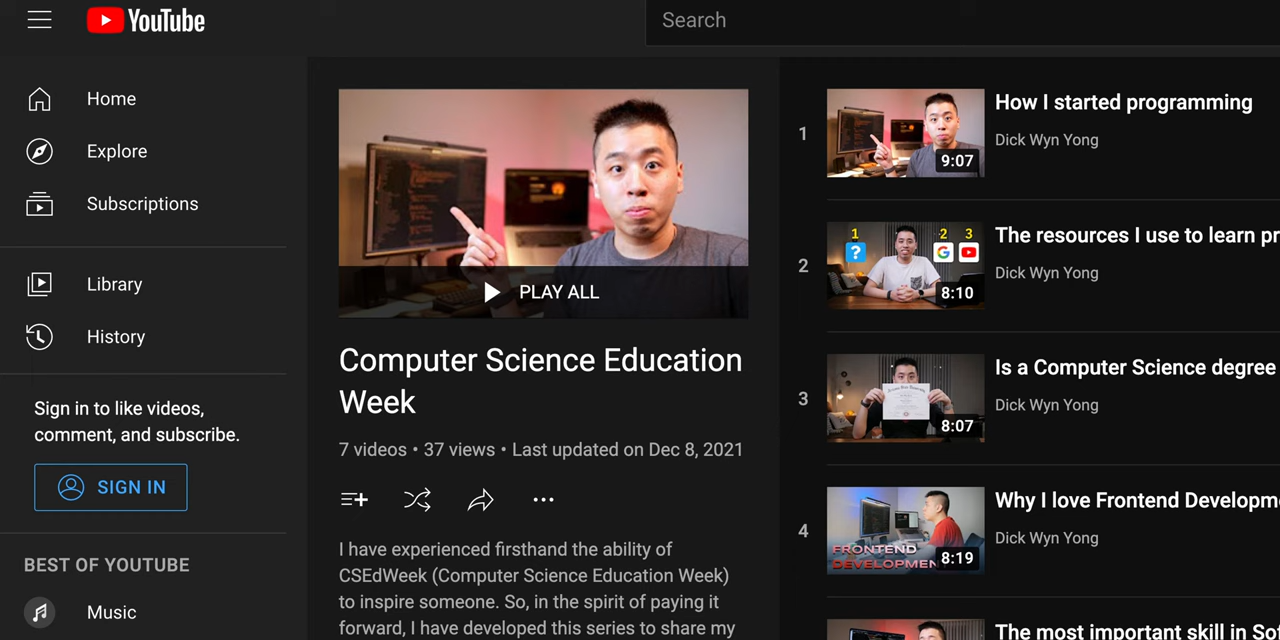 YouTube
Search
Home
Explore
Subscriptions
Library
History
Sign in to like videos,
comment, and subscribe.
SIGN IN
BEST OF YOUTUBE
Music
PLAY ALL
Computer Science Education
Week
7 videos • 37 views • Last updated on Dec 8, 2021
I have experienced firsthand the ability of
CSEdWeek (Computer Science Education Week)
to inspire someone. So, in the spirit of paying it
forward, I have developed this series to share my
1
9:07
How I started programming
Dick Wyn Yong
2
1 2 3
?
G
8:10
The resources I use to learn pr
Dick Wyn Yong
3
8:07
Is a Computer Science degree
Dick Wyn Yong
4
FRONTEND
DEVELOPMEN
8:19
Why I love Frontend Developm
Dick Wyn Yong
The most important skill in So